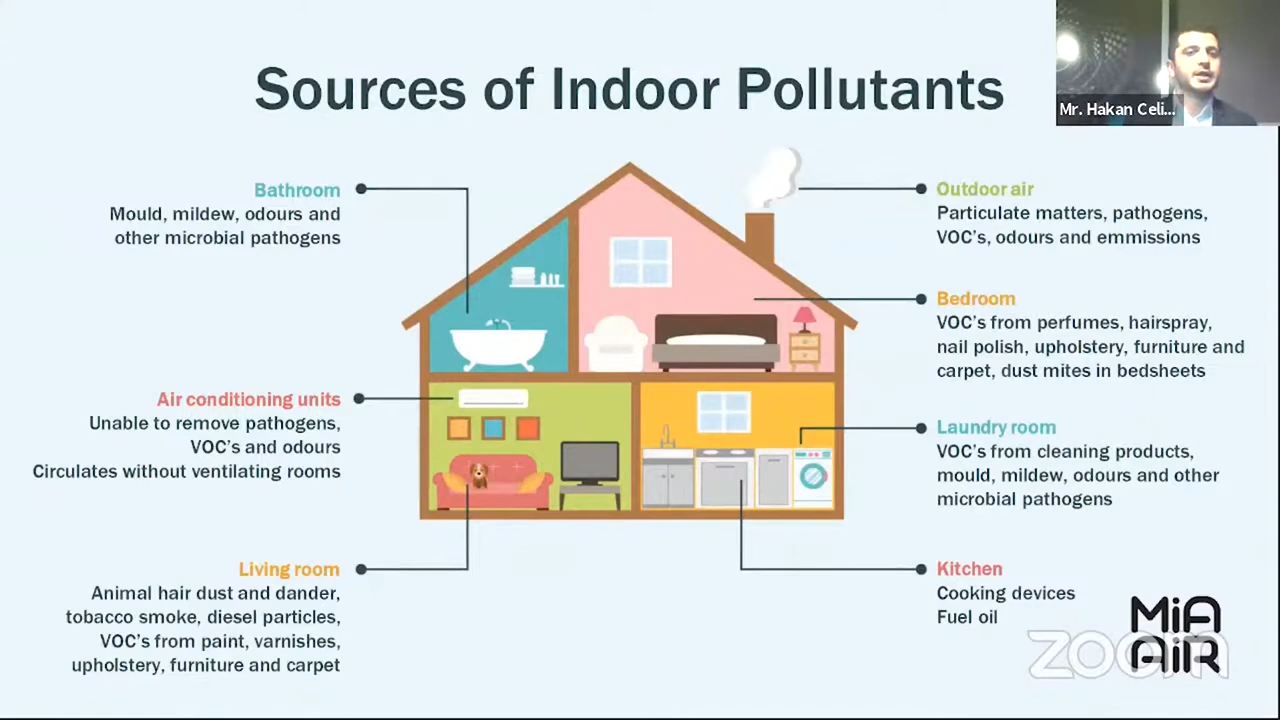 Sources of Indoor Pollutants
Mr. Hakan Celi...
Bathroom
Mould, mildew, odours and
other microbial pathogens
Air conditioning units
Unable to remove pathogens,
VOC's and odours
Circulates without ventilating rooms
Living room
Animal hair dust and dander,
tobacco smoke, diesel particles,
VOC's from paint, varnishes,
upholstery, furniture and carpet
Outdoor air
Particulate matters, pathogens,
VOC's, odours and emmissions
Bedroom
VOC's from perfumes, hairspray,
nail polish, upholstery, furniture and
carpet, dust mites in bedsheets
Laundry room
VOC's from cleaning products,
mould, mildew, odours and other
microbial pathogens
Kitchen
Cooking devices
Fuel oil
MiA
AiR
zoom